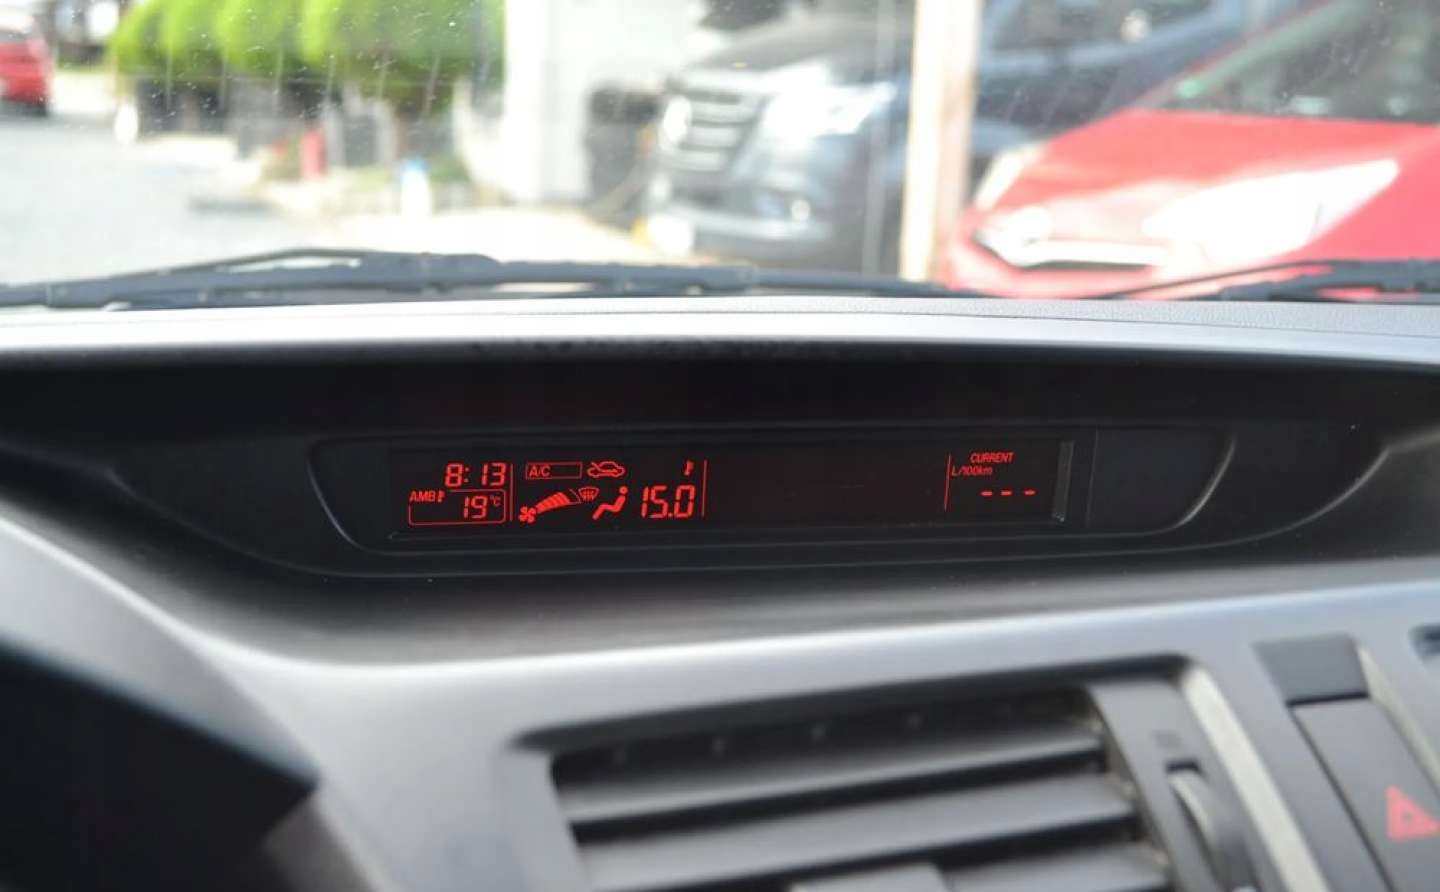 8:13
AMB 19°C
A/C
15.0
CURRENT
L/100km
---